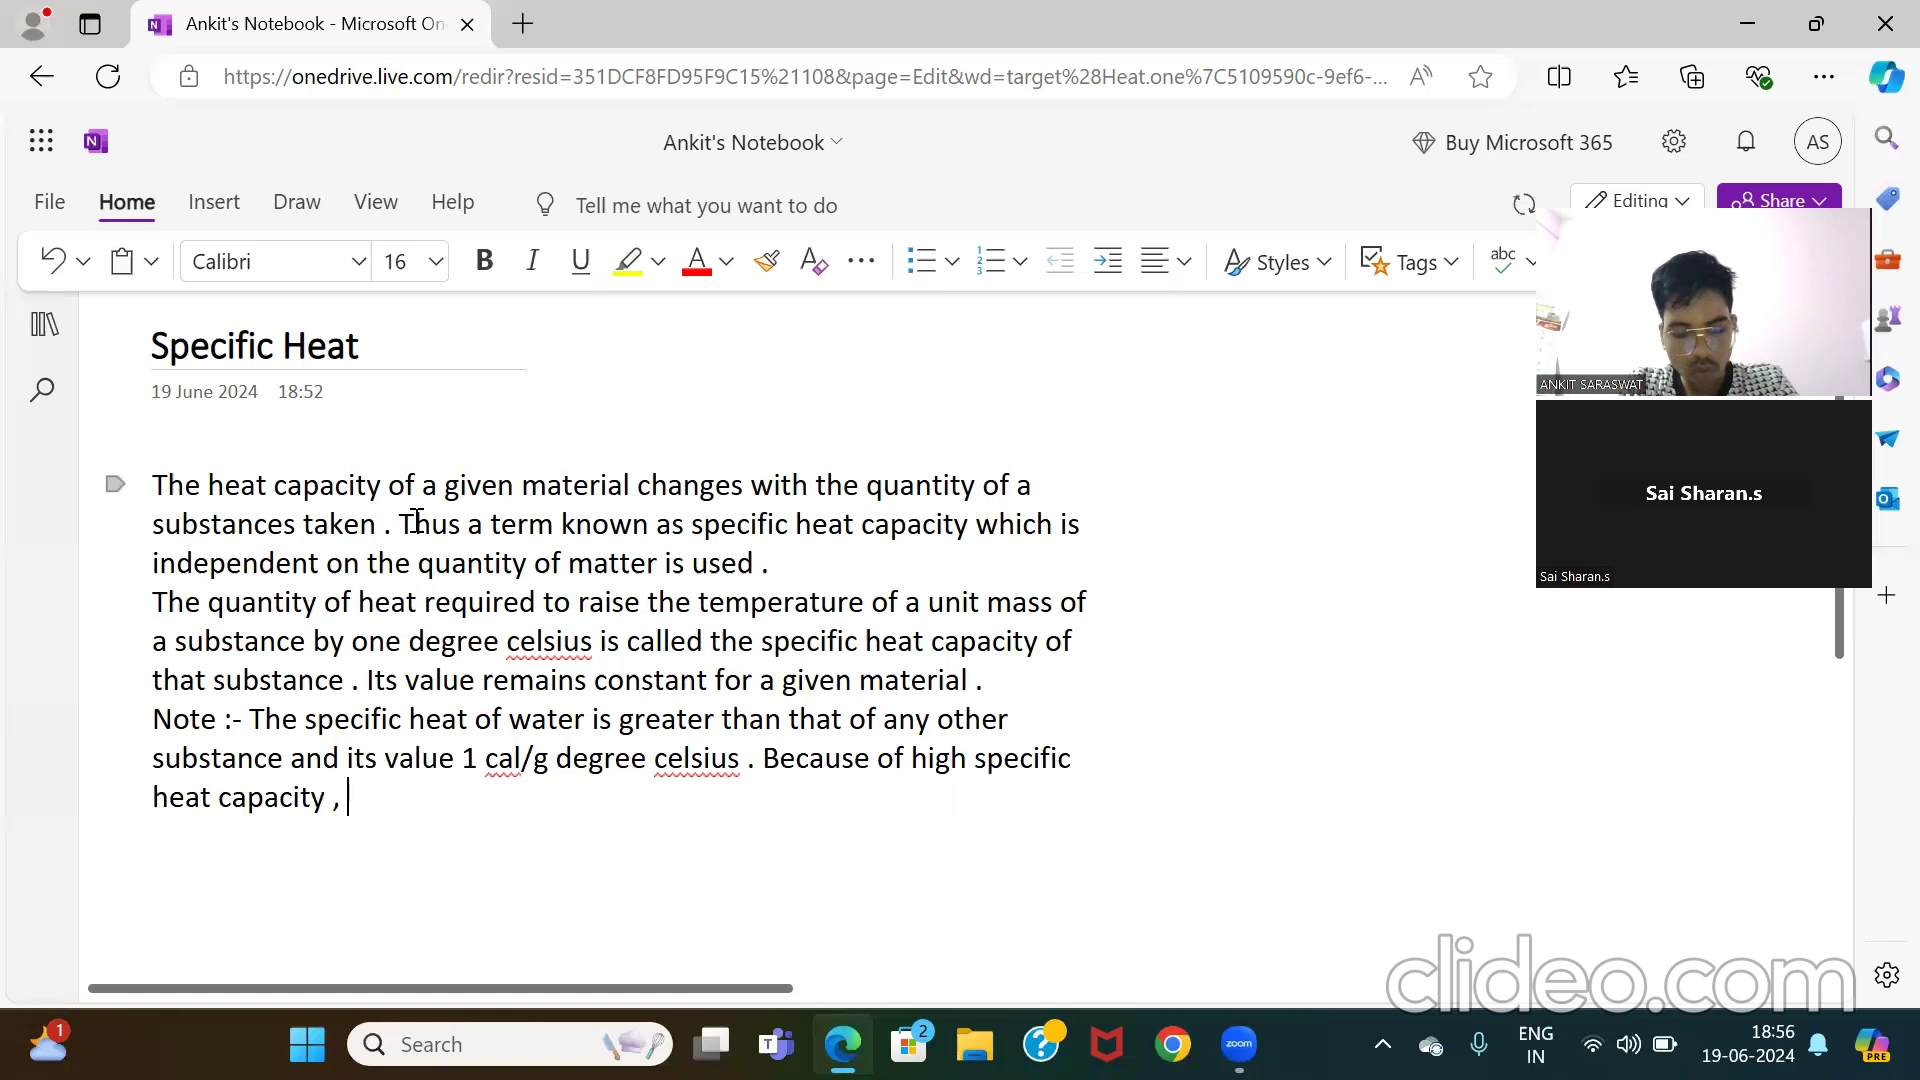 Ankit's Notebook - Microsoft On
https://onedrive.live.com/redir?resid=351DCF8FD95F9C15%21108&page=Edit&wd=target%28Heat.one%7C5109590c-9ef6-...
Ankit's Notebook
Buy Microsoft 365
AS
File Home Insert Draw View Help Tell me what you want to do
Editing Share
Calibri 16 B I U A Styles Tags abc
Specific Heat
19 June 2024 18:52
The heat capacity of a given material changes with the quantity of a
substances taken . Thus a term known as specific heat capacity which is
independent on the quantity of matter is used .
The quantity of heat required to raise the temperature of a unit mass of
a substance by one degree celsius is called the specific heat capacity of
that substance . Its value remains constant for a given material .
Note :- The specific heat of water is greater than that of any other
substance and its value 1 cal/g degree celsius . Because of high specific
heat capacity ,
ANKIT SARASWAT
Sai Sharan.s
Sai Sharan.s
clideo.com
1
Search
2
zoom
ENG
IN
18:56
19-06-2024
PRE